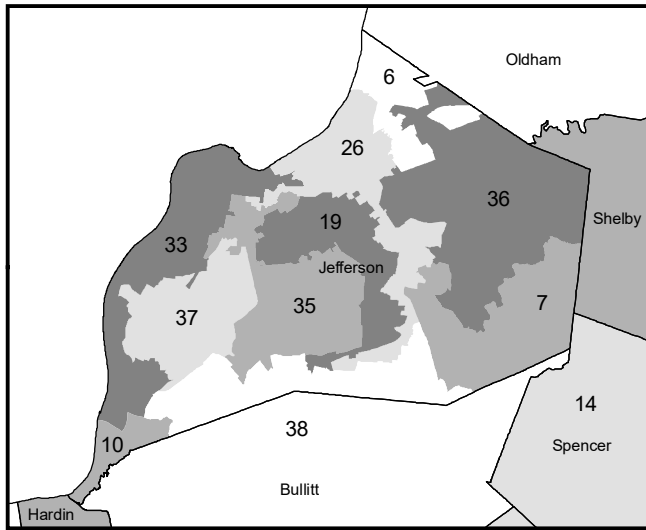 Oldham
6
26
36
19
Shelby
33
Jefferson
7
35
37
14
38
10
Spencer
Bullitt
Hardin